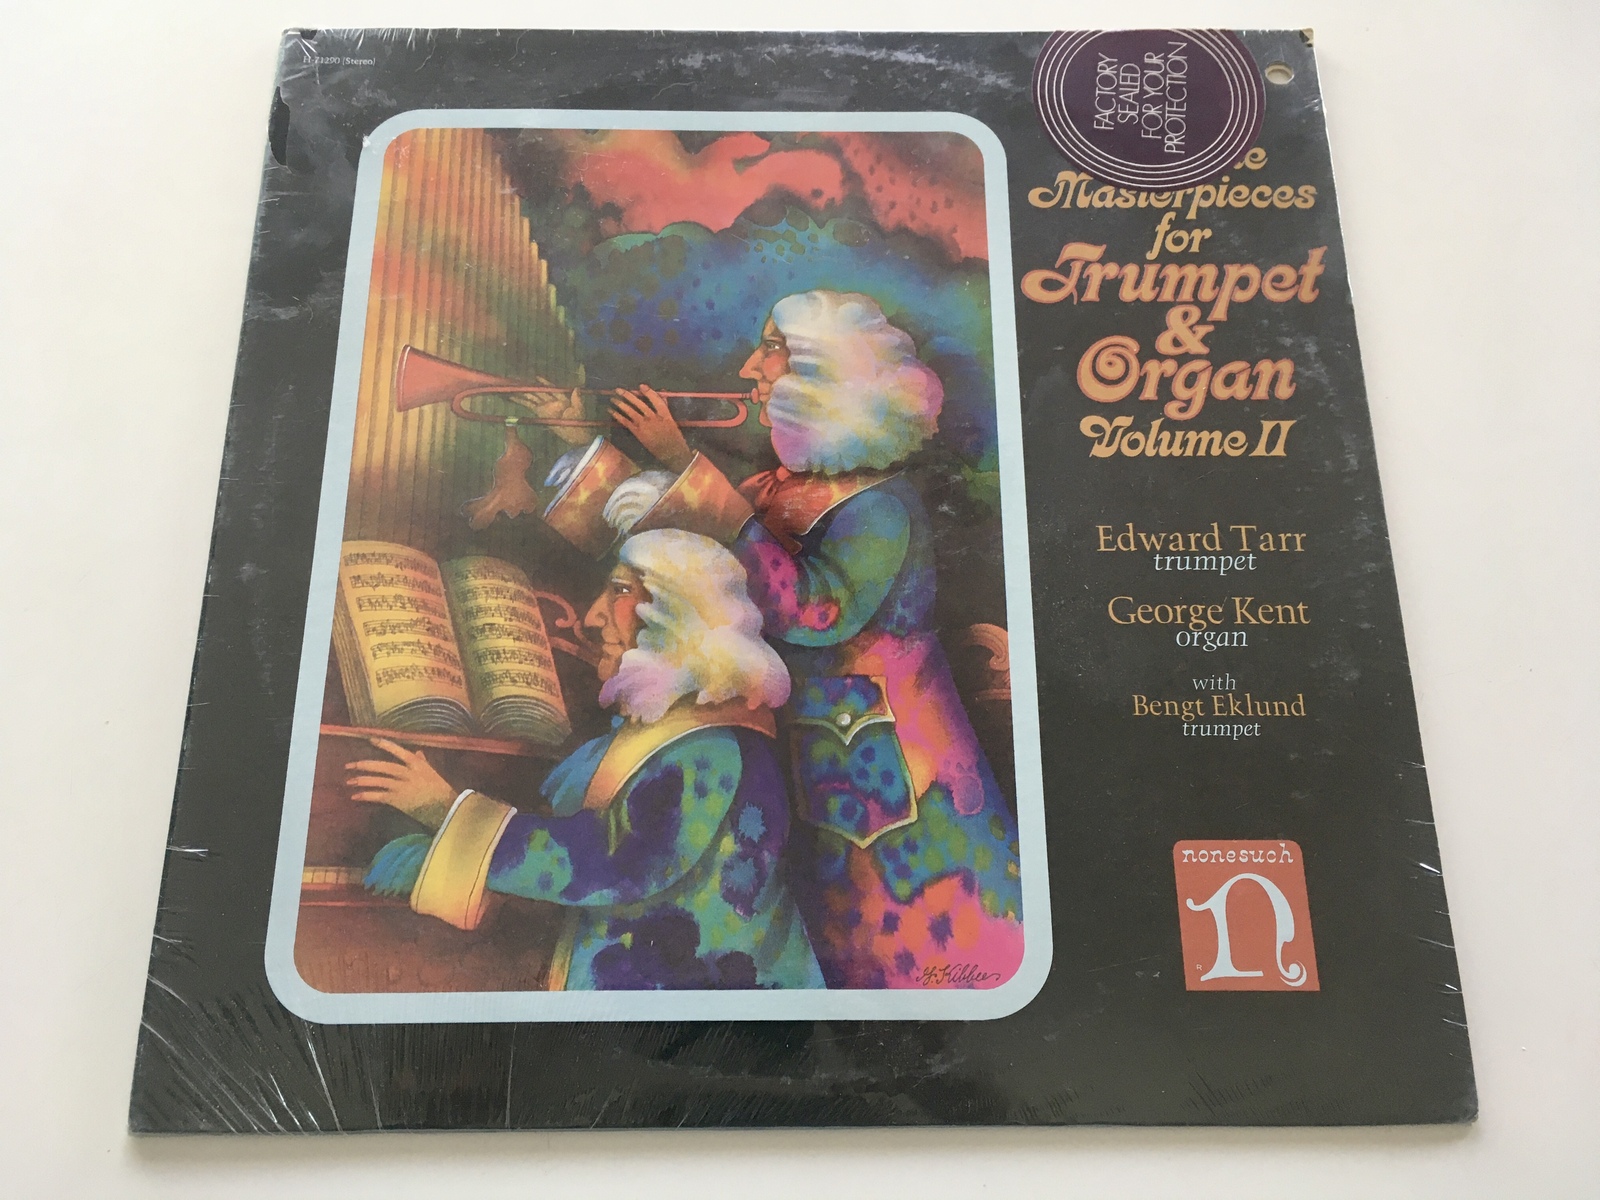 H-71290 (Stereo)
FACTORY
SEALED
FOR YOUR
PROTECTION
Masterpieces
for
Trumpet
&
Organ
Volume II
Edward Tarr
trumpet
George Kent
organ
with
Bengt Eklund
trumpet
nonesuch
n
R
G. Kibbee